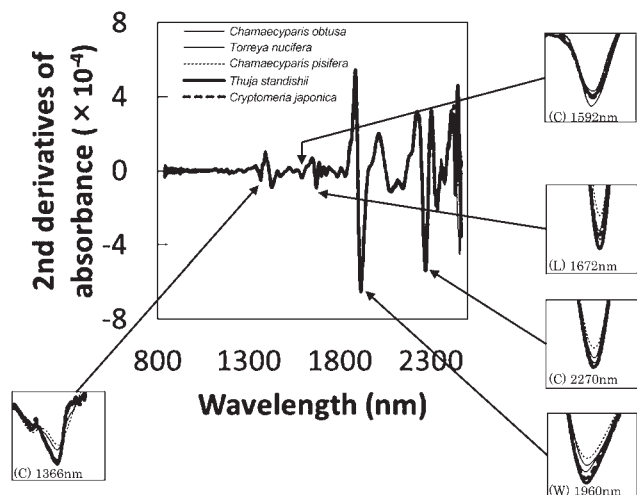 2nd derivatives of
absorbance ( × 10⁻⁴)
8
4
0
-4
-8
Chamaecyparis obtusa
Torreya nucifera
Chamaecyparis pisifera
Thuja standishii
Cryptomeria japonica
800 1300 1800 2300
Wavelength (nm)
(C) 1592nm
(L) 1672nm
(C) 2270nm
(W) 1960nm
(C) 1366nm